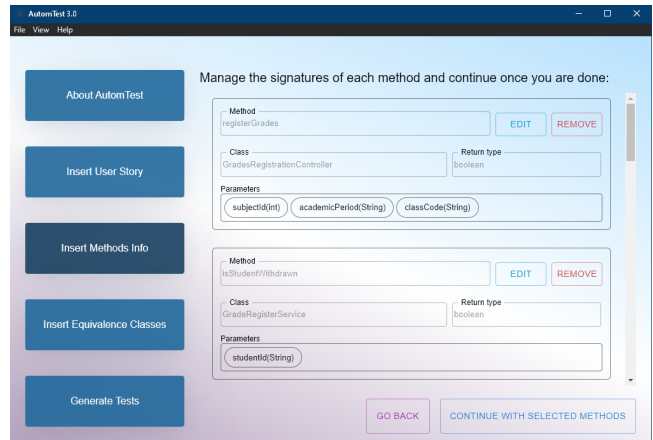 AutomTest 3.0
File View Help
Manage the signatures of each method and continue once you are done:
About AutomTest
Insert User Story
Insert Methods Info
Insert Equivalence Classes
Generate Tests
Method
registerGrades
EDIT
REMOVE
Class
GradesRegistrationController
Return type
boolean
Parameters
subjectId(int) academicPeriod(String) classCode(String)
Method
isStudentWithdrawn
EDIT
REMOVE
Class
GradeRegisterService
Return type
boolean
Parameters
studentId(String)
GO BACK
CONTINUE WITH SELECTED METHODS